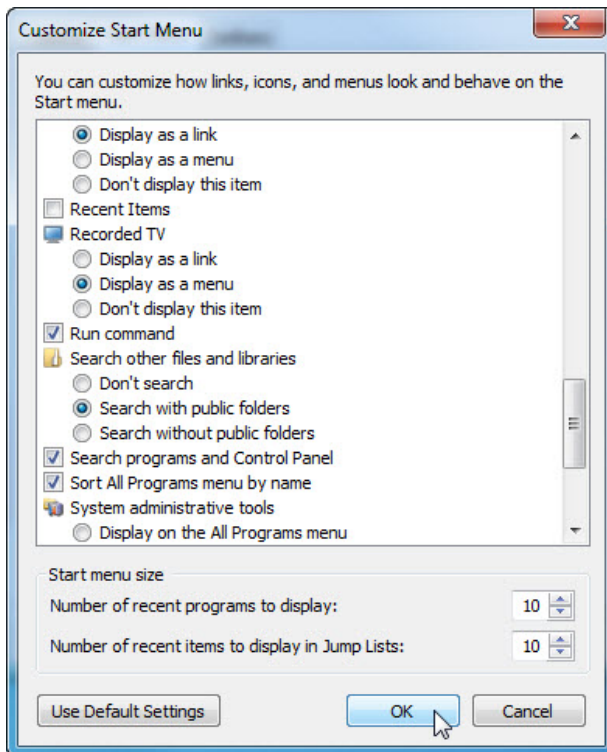 Customize Start Menu
You can customize how links, icons, and menus look and behave on the
Start menu.
Display as a link
Display as a menu
Don't display this item
Recent Items
Recorded TV
Display as a link
Display as a menu
Don't display this item
Run command
Search other files and libraries
Don't search
Search with public folders
Search without public folders
Search programs and Control Panel
Sort All Programs menu by name
System administrative tools
Display on the All Programs menu
Start menu size
Number of recent programs to display: 10
Number of recent items to display in Jump Lists: 10
Use Default Settings OK Cancel